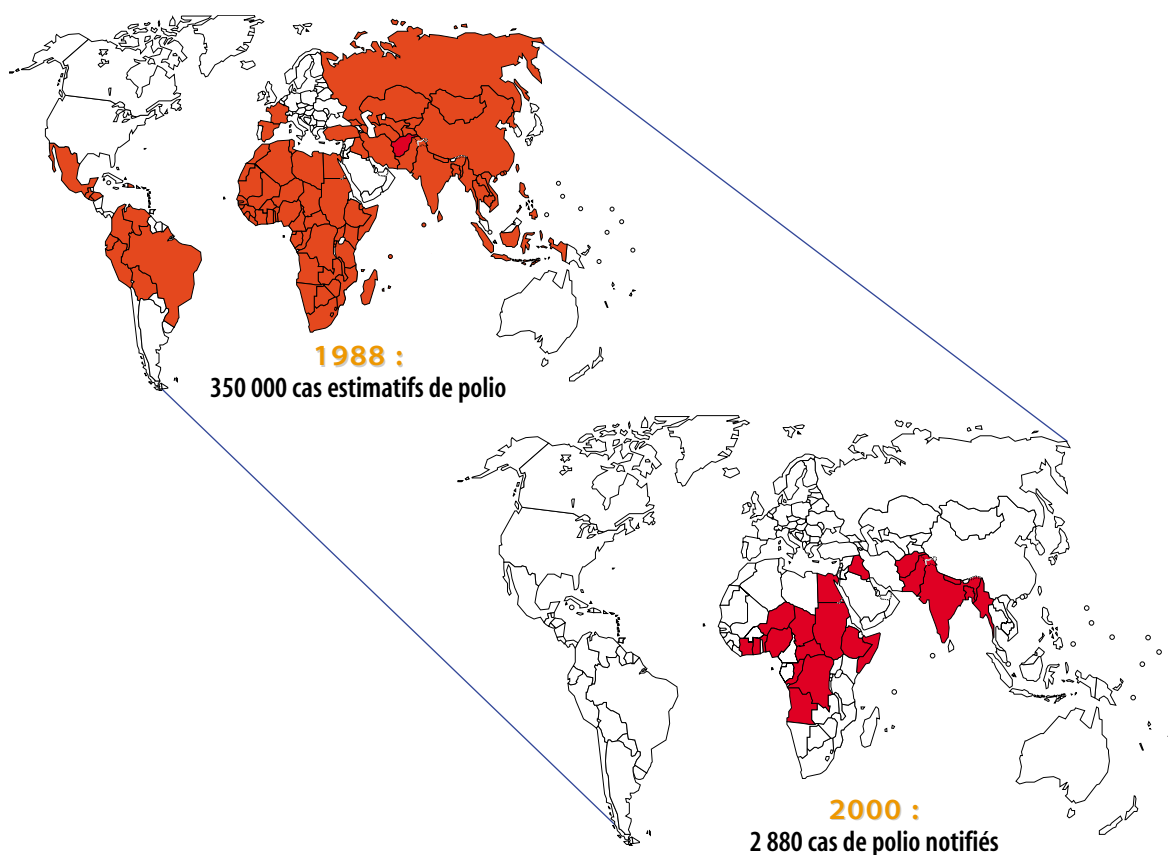 1988 :
350 000 cas estimatifs de polio
2000 :
2 880 cas de polio notifiés